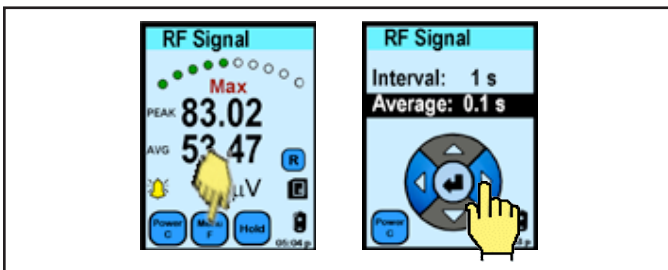 RF Signal
Max
PEAK 83.02
AVG 53.47
R
µV
Power C
Menu F
Hold
05:04 p
RF Signal
Interval: 1 s
Average: 0.1 s
Power C